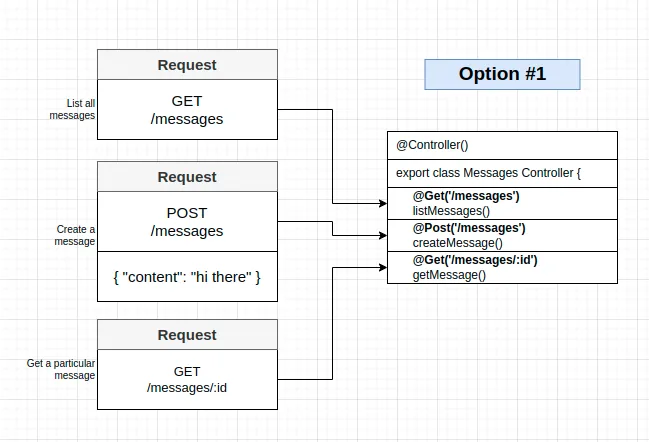 Option #1
List all
messages
Request
GET
/messages
Create a
message
Request
POST
/messages
{ "content": "hi there" }
Get a particular
message
Request
GET
/messages/:id
@Controller()
export class Messages Controller {
@Get('/messages')
listMessages()
@Post('/messages')
createMessage()
@Get('/messages/:id')
getMessage()